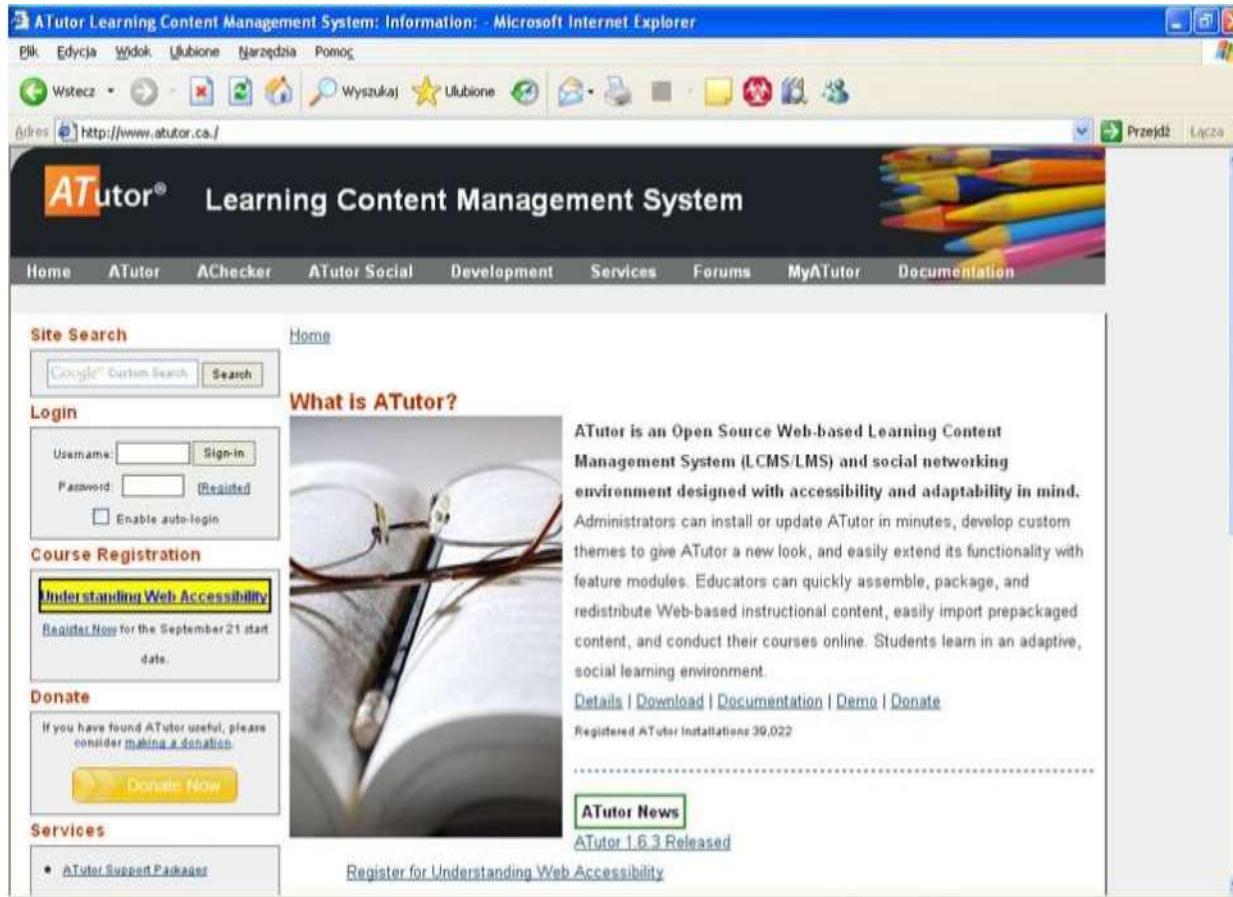 ATutor Learning Content Management System: Information: - Microsoft Internet Explorer
Plik Edycja Widok Ulubione Narzędzia Pomoc
Wstecz Wyszukaj Ulubione
Adres http://www.atutor.ca./ Przejdź Łącza
ATutor® Learning Content Management System
Home ATutor AChecker ATutor Social Development Services Forums MyATutor Documentation
Site Search
Google™ Custom Search Search
Login
Username: Sign-in
Password: [Register]
Enable auto-login
Course Registration
Understanding Web Accessibility
Register Now for the September 21 start
date.
Donate
If you have found ATutor useful, please
consider making a donation.
Donate Now
Services
ATutor Support Packages
Home
What is ATutor?
ATutor is an Open Source Web-based Learning Content
Management System (LCMS/LMS) and social networking
environment designed with accessibility and adaptability in mind.
Administrators can install or update ATutor in minutes, develop custom
themes to give ATutor a new look, and easily extend its functionality with
feature modules. Educators can quickly assemble, package, and
redistribute Web-based instructional content, easily import prepackaged
content, and conduct their courses online. Students learn in an adaptive,
social learning environment.
Details | Download | Documentation | Demo | Donate
Registered ATutor Installations 39,022
ATutor News
ATutor 1.6.3 Released
Register for Understanding Web Accessibility